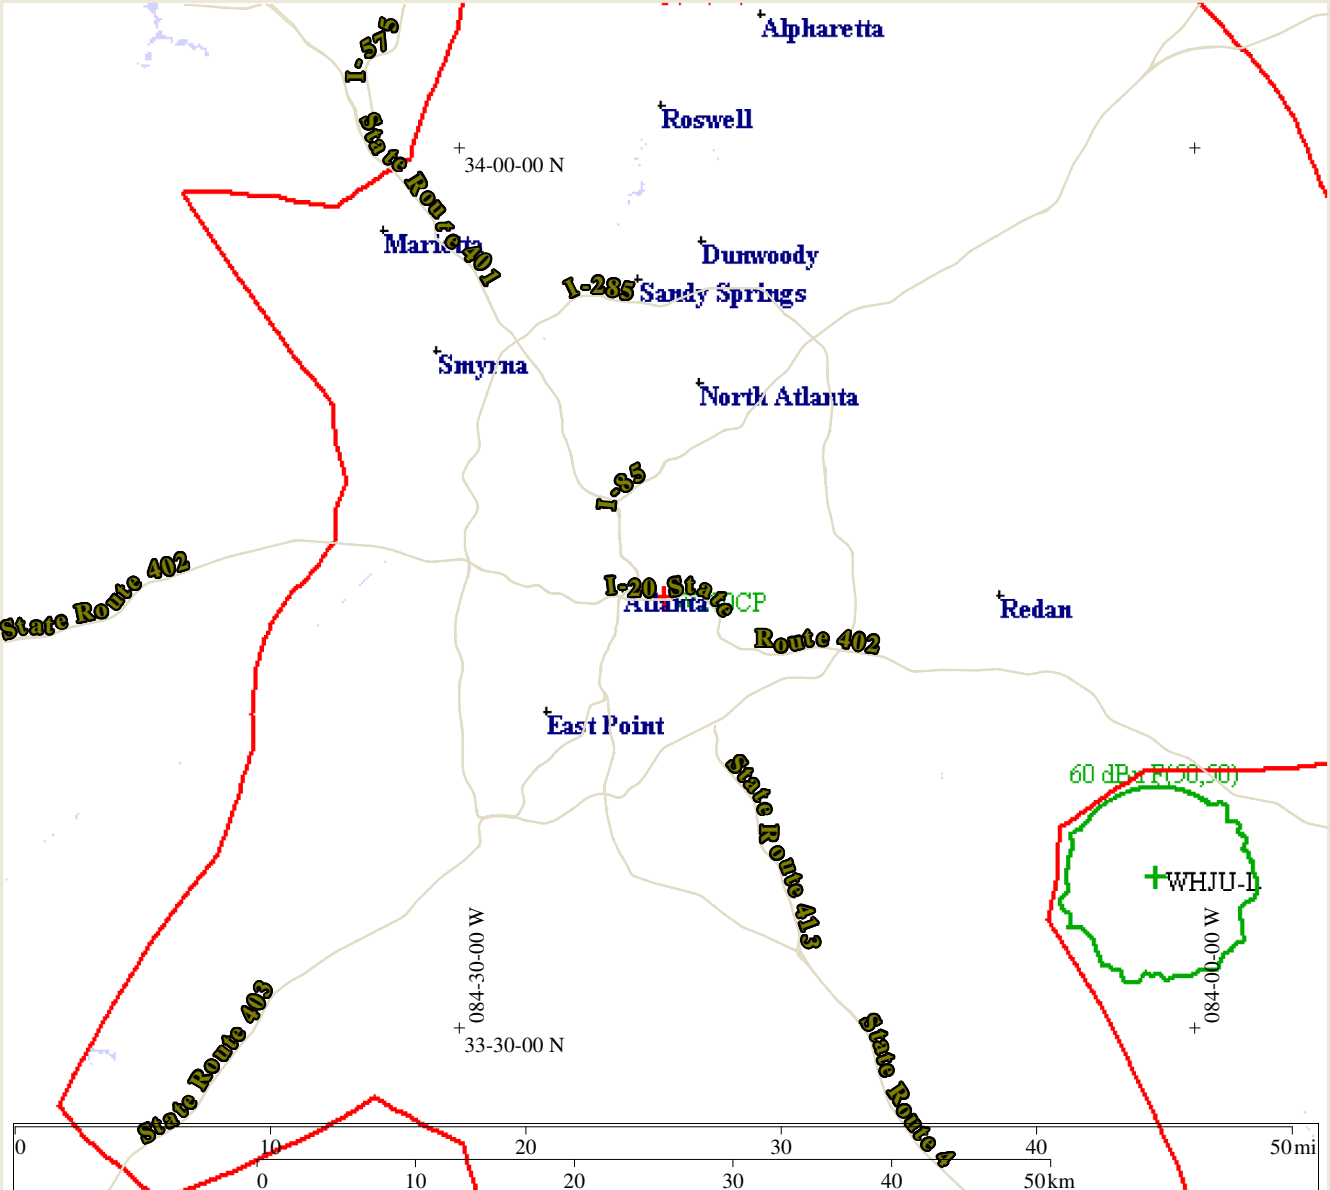 I-575
Alpharetta
Roswell
State Route 401
34-00-00 N
Marietta
Dunwoody
I-285
Sandy Springs
Smyrna
North Atlanta
I-85
State Route 402
I-20 State Route 402
Atlanta
Redan
East Point
State Route 413
60 dBu F(50,50)
WHJU-L
084-30-00 W
084-00-00 W
State Route 403
33-30-00 N
State Route 4
0 10 20 30 40 50 mi
0 10 20 30 40 50 km